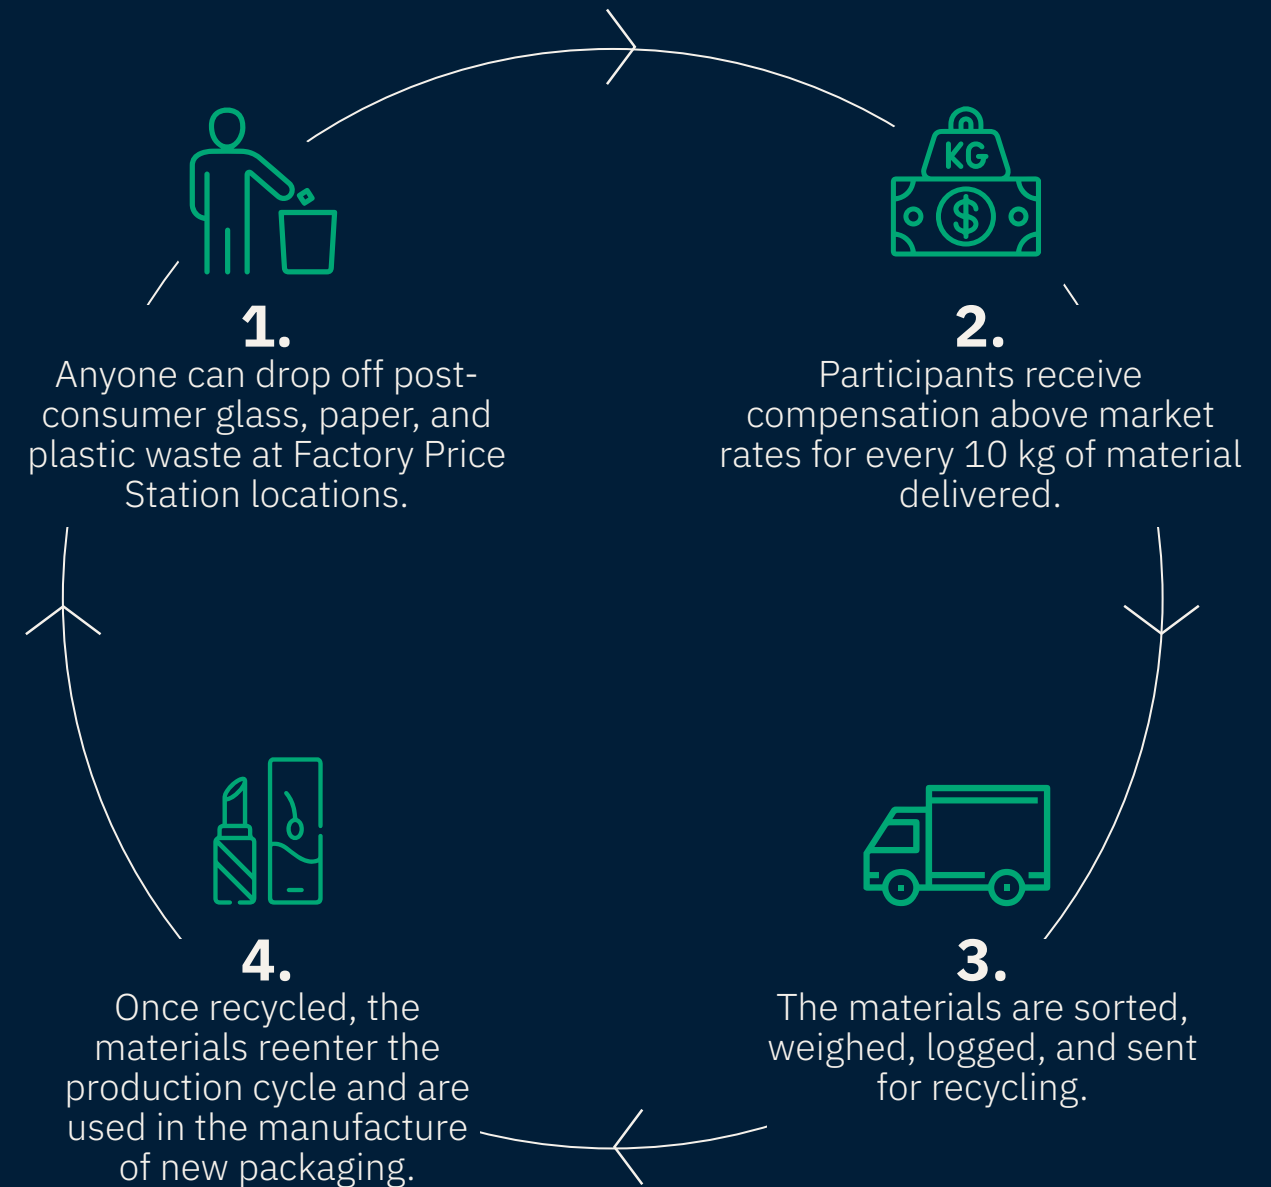 1.
Anyone can drop off post-
consumer glass, paper, and
plastic waste at Factory Price
Station locations.
KG
$
2.
Participants receive
compensation above market
rates for every 10 kg of material
delivered.
3.
The materials are sorted,
weighed, logged, and sent
for recycling.
4.
Once recycled, the
materials reenter the
production cycle and are
used in the manufacture
of new packaging.